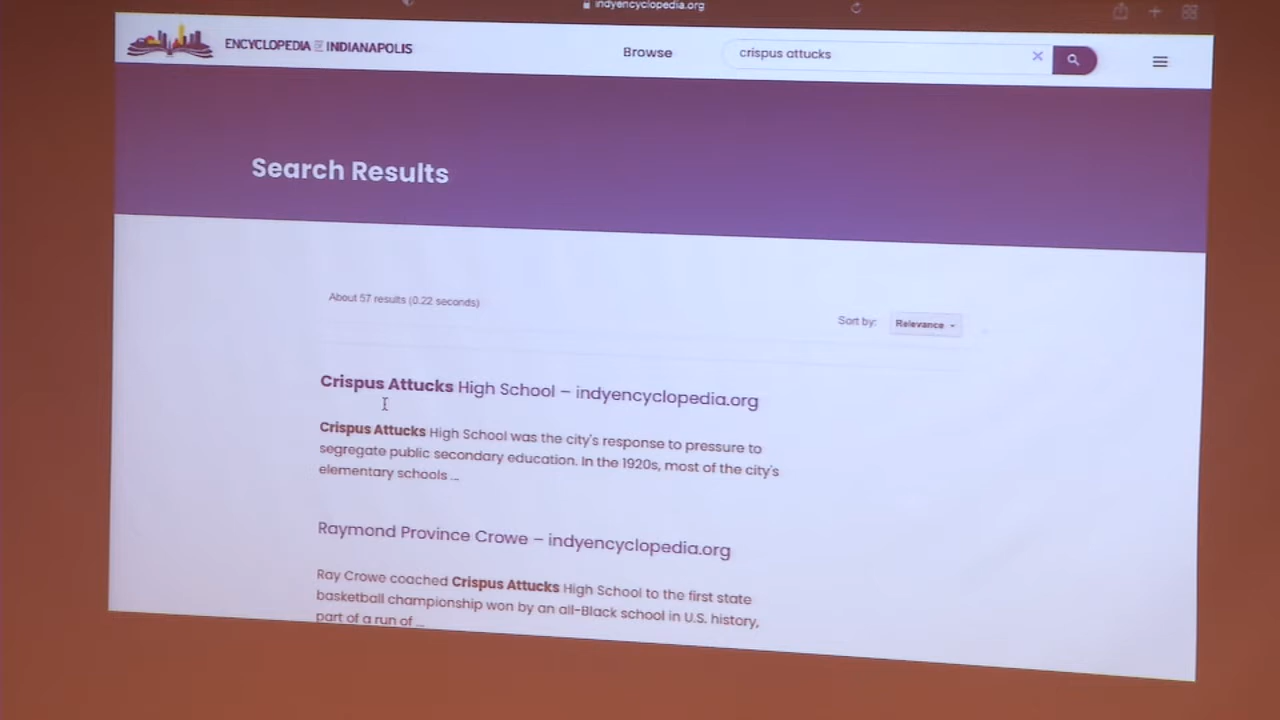 indyencyclopedia.org
ENCYCLOPEDIA OF INDIANAPOLIS
Browse
crispus attucks
Search Results
About 57 results (0.22 seconds)
Sort by:
Relevance
Crispus Attucks High School – indyencyclopedia.org
Crispus Attucks High School was the city's response to pressure to
segregate public secondary education. In the 1920s, most of the city's
elementary schools ...
Raymond Province Crowe – indyencyclopedia.org
Ray Crowe coached Crispus Attucks High School to the first state
basketball championship won by an all-Black school in U.S. history,
part of a run of ...